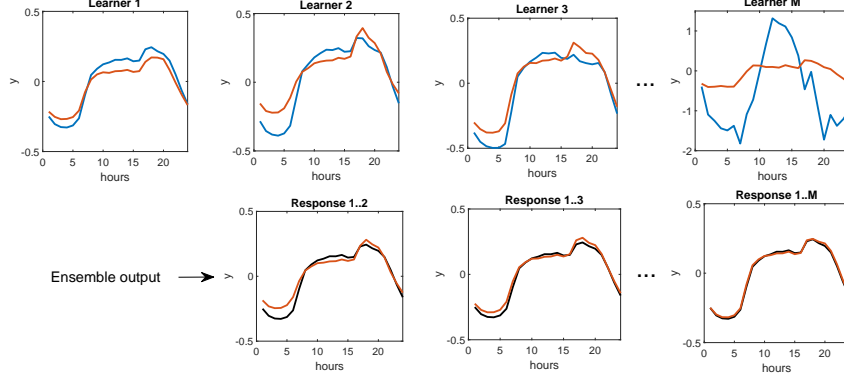 Learner 1
Learner 2
Learner 3
Learner M
0.5
0
-0.5
y
0 5 10 15 20
hours
0.5
0
-0.5
y
0 5 10 15 20
hours
0.5
0
-0.5
y
0 5 10 15 20
hours
...
1
0
-1
-2
y
0 5 10 15 20
hours
Response 1..2
Response 1..3
Response 1..M
Ensemble output
0.5
0
-0.5
y
0 5 10 15 20
hours
0.5
0
-0.5
y
0 5 10 15 20
hours
...
0.5
0
-0.5
y
0 5 10 15 20
hours